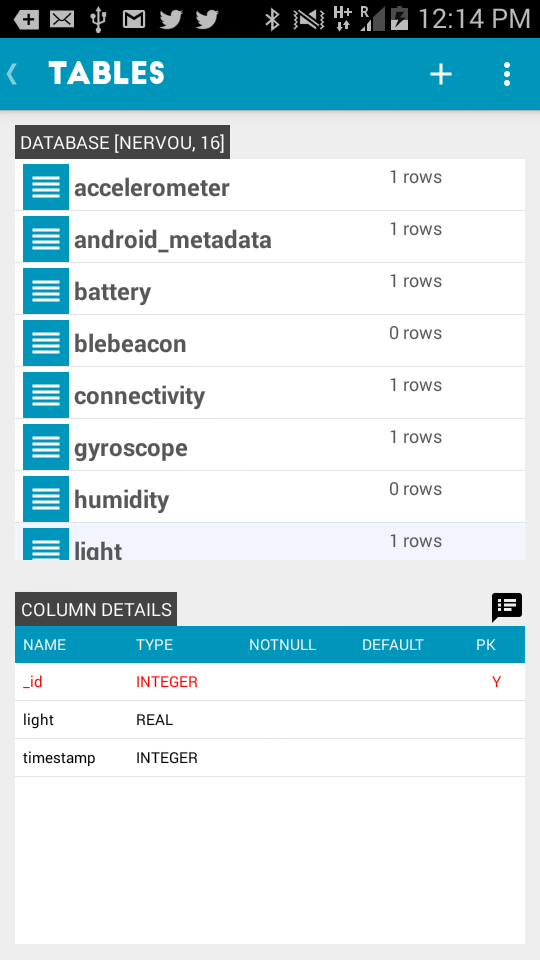 H+ R 12:14 PM
TABLES
DATABASE [NERVOU, 16]
accelerometer 1 rows
android_metadata 1 rows
battery 1 rows
blebeacon 0 rows
connectivity 1 rows
gyroscope 1 rows
humidity 0 rows
light 1 rows
COLUMN DETAILS
NAME TYPE NOTNULL DEFAULT PK
_id INTEGER Y
light REAL
timestamp INTEGER